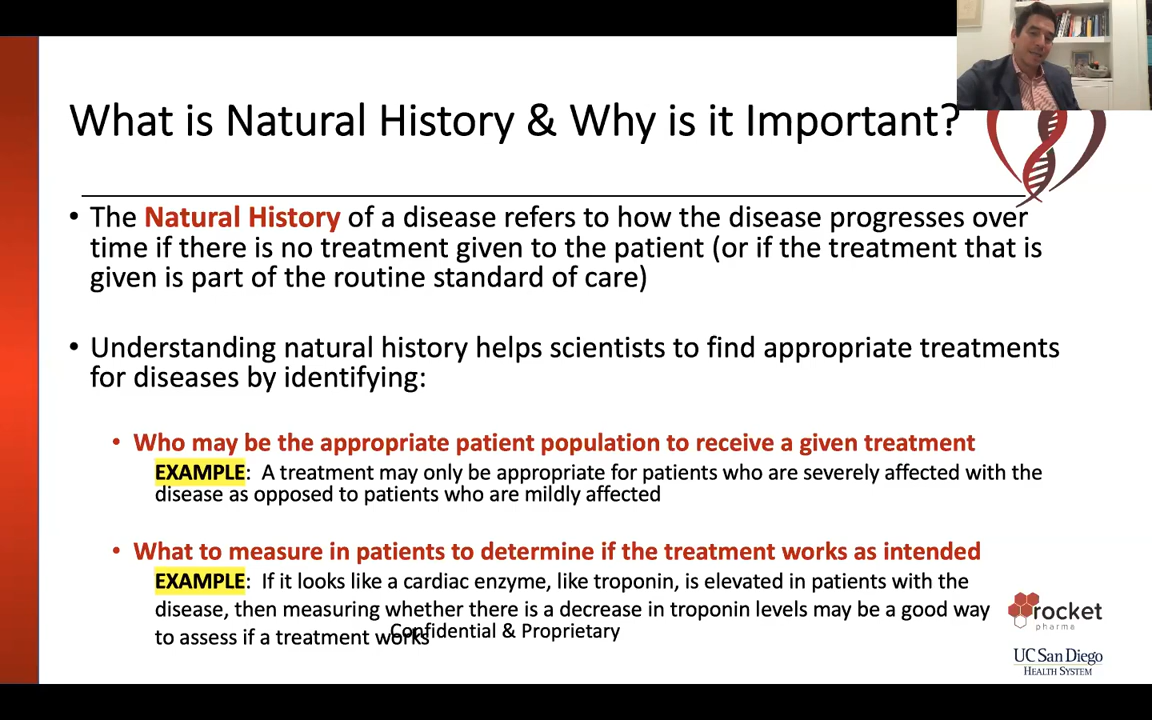 What is Natural History & Why is it Important?
• The Natural History of a disease refers to how the disease progresses over
time if there is no treatment given to the patient (or if the treatment that is
given is part of the routine standard of care)
• Understanding natural history helps scientists to find appropriate treatments
for diseases by identifying:
• Who may be the appropriate patient population to receive a given treatment
EXAMPLE: A treatment may only be appropriate for patients who are severely affected with the
disease as opposed to patients who are mildly affected
• What to measure in patients to determine if the treatment works as intended
EXAMPLE: If it looks like a cardiac enzyme, like troponin, is elevated in patients with the
disease, then measuring whether there is a decrease in troponin levels may be a good way
to assess if a treatment works
Confidential & Proprietary
rocket
pharma
UC San Diego
HEALTH SYSTEM